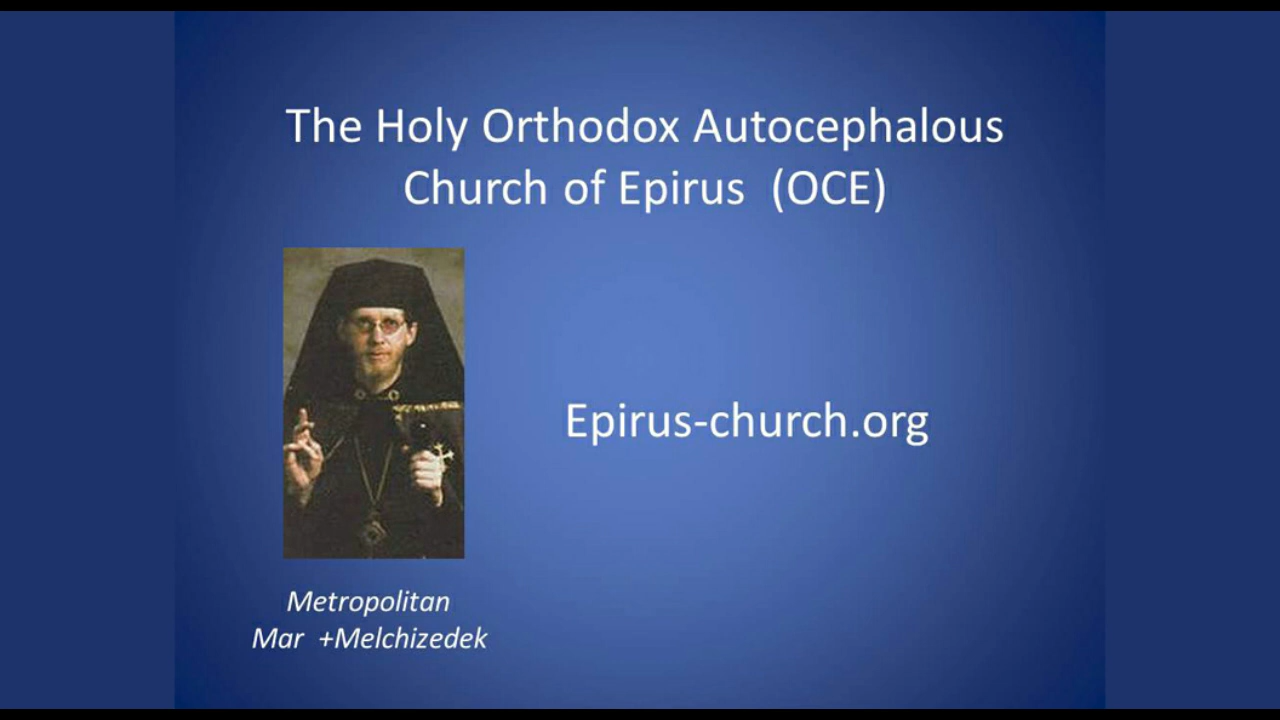 The Holy Orthodox Autocephalous
Church of Epirus (OCE)
Epirus-church.org
Metropolitan
Mar +Melchizedek